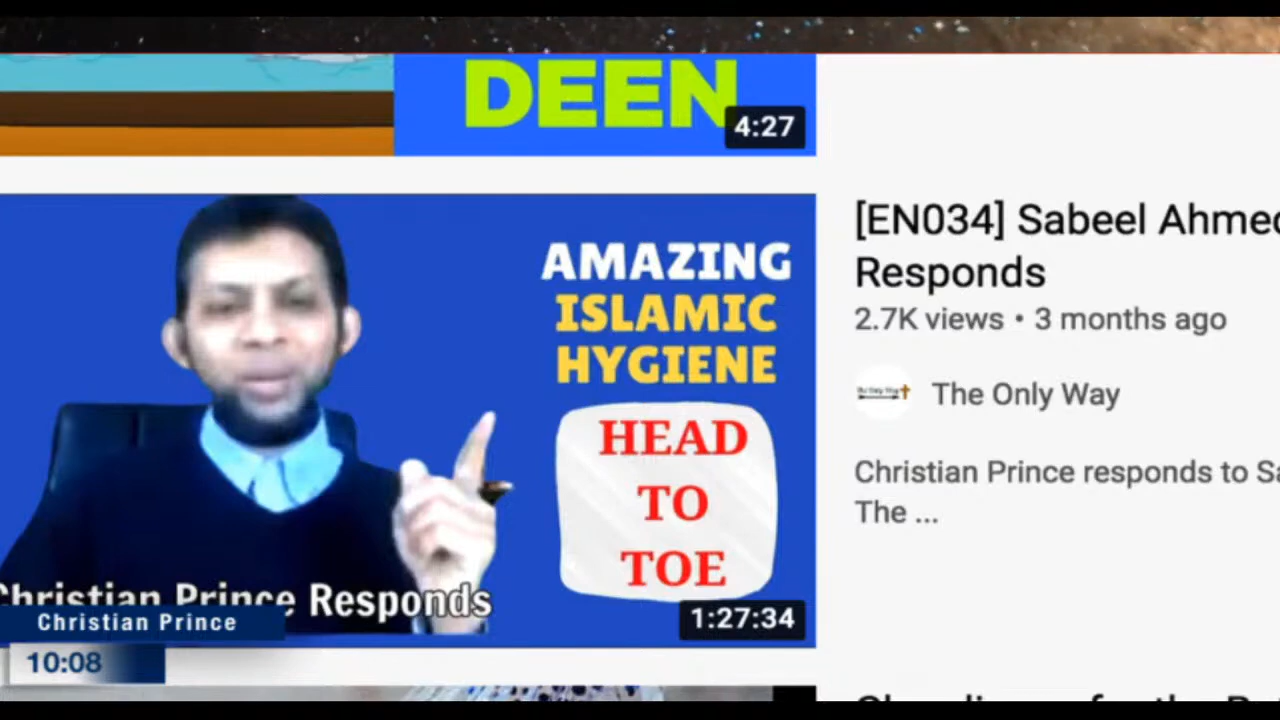 DEEN
4:27
AMAZING
ISLAMIC
HYGIENE
HEAD
TO
TOE
Christian Prince Responds
1:27:34
[EN034] Sabeel Ahmed
Responds
2.7K views • 3 months ago
The Only Way
Christian Prince responds to Sa
The ...
Christian Prince
10:08